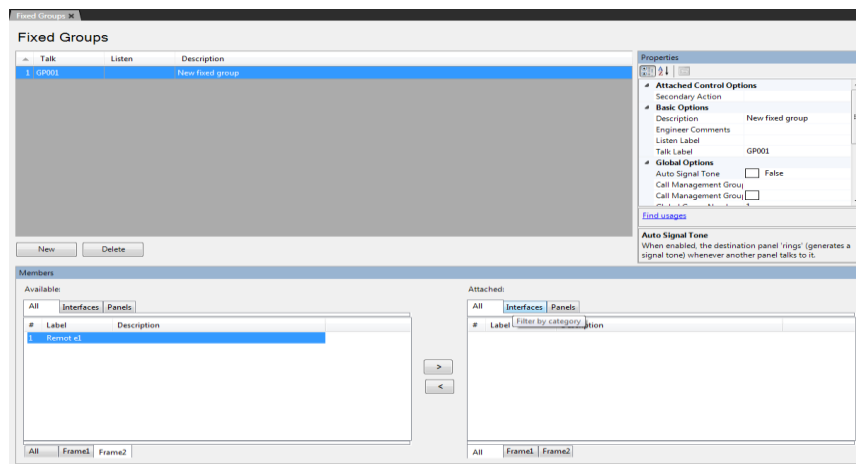 Fixed Groups ×
Fixed Groups
Talk Listen Description
1 GP001 New fixed group
Properties
Attached Control Options
Secondary Action
Basic Options
Description New fixed group
Engineer Comments
Listen Label
Talk Label GP001
Global Options
Auto Signal Tone False
Call Management Group
Call Management Group
Find usages
Auto Signal Tone
When enabled, the destination panel 'rings' (generates a
signal tone) whenever another panel talks to it.
New Delete
Members
Available:
All Interfaces Panels
# Label Description
1 Remot e1
All Frame1 Frame2
>
<
Attached:
All Interfaces Panels
Filter by category
# Label ption
All Frame1 Frame2